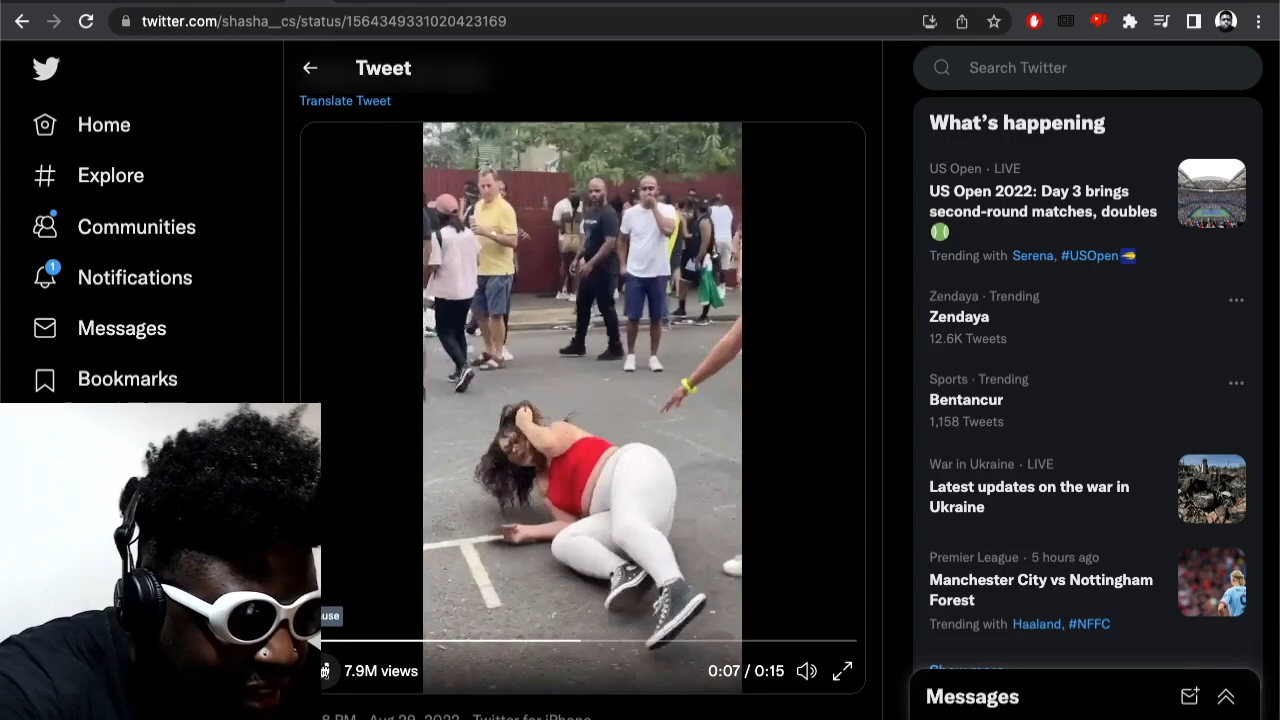 twitter.com/shasha__cs/status/1564349331020423169
Tweet
Search Twitter
Translate Tweet
Home
Explore
Communities
1
Notifications
Messages
Bookmarks
What's happening
US Open · LIVE
US Open 2022: Day 3 brings
second-round matches, doubles
Trending with Serena, #USOpen
Zendaya · Trending
Zendaya
12.6K Tweets
Sports · Trending
Bentancur
1,158 Tweets
War in Ukraine · LIVE
Latest updates on the war in
Ukraine
Premier League · 5 hours ago
Manchester City vs Nottingham
Forest
Trending with Haaland, #NFFC
Show more
use
7.9M views
0:07 / 0:15
Messages
8 PM · Aug 29, 2022 · Twitter for iPhone